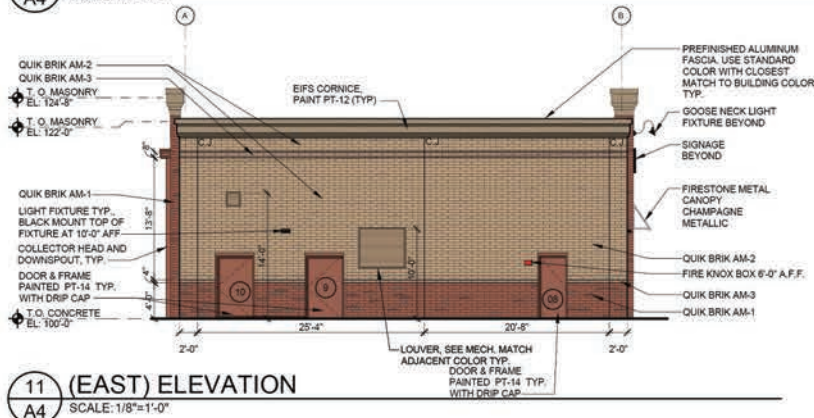 A4
A
B
QUIK BRIK AM-2
QUIK BRIK AM-3
T. O. MASONRY
EL: 124'-8"
T. O. MASONRY
EL: 122'-0"
EIFS CORNICE,
PAINT PT-12 (TYP)
PREFINISHED ALUMINUM
FASCIA. USE STANDARD
COLOR WITH CLOSEST
MATCH TO BUILDING COLOR
TYP.
GOOSE NECK LIGHT
FIXTURE BEYOND
SIGNAGE
BEYOND
FIRESTONE METAL
CANOPY
CHAMPAGNE
METALLIC
CJ
CJ
CJ
QUIK BRIK AM-1
LIGHT FIXTURE TYP.,
BLACK MOUNT TOP OF
FIXTURE AT 10'-0" AFF
COLLECTOR HEAD AND
DOWNSPOUT, TYP.
DOOR & FRAME
PAINTED PT-14 TYP.
WITH DRIP CAP
T.O. CONCRETE
EL: 100'-0"
13'-8"
4'-0"
14'-0"
10'-0"
10
9
08
QUIK BRIK AM-2
FIRE KNOX BOX 6'-0" A.F.F.
QUIK BRIK AM-3
QUIK BRIK AM-1
2'-0"
25'-4"
20'-8"
2'-0"
LOUVER, SEE MECH. MATCH
ADJACENT COLOR TYP.
DOOR & FRAME
PAINTED PT-14 TYP.
WITH DRIP CAP
11
A4
(EAST) ELEVATION
SCALE: 1/8"=1'-0"